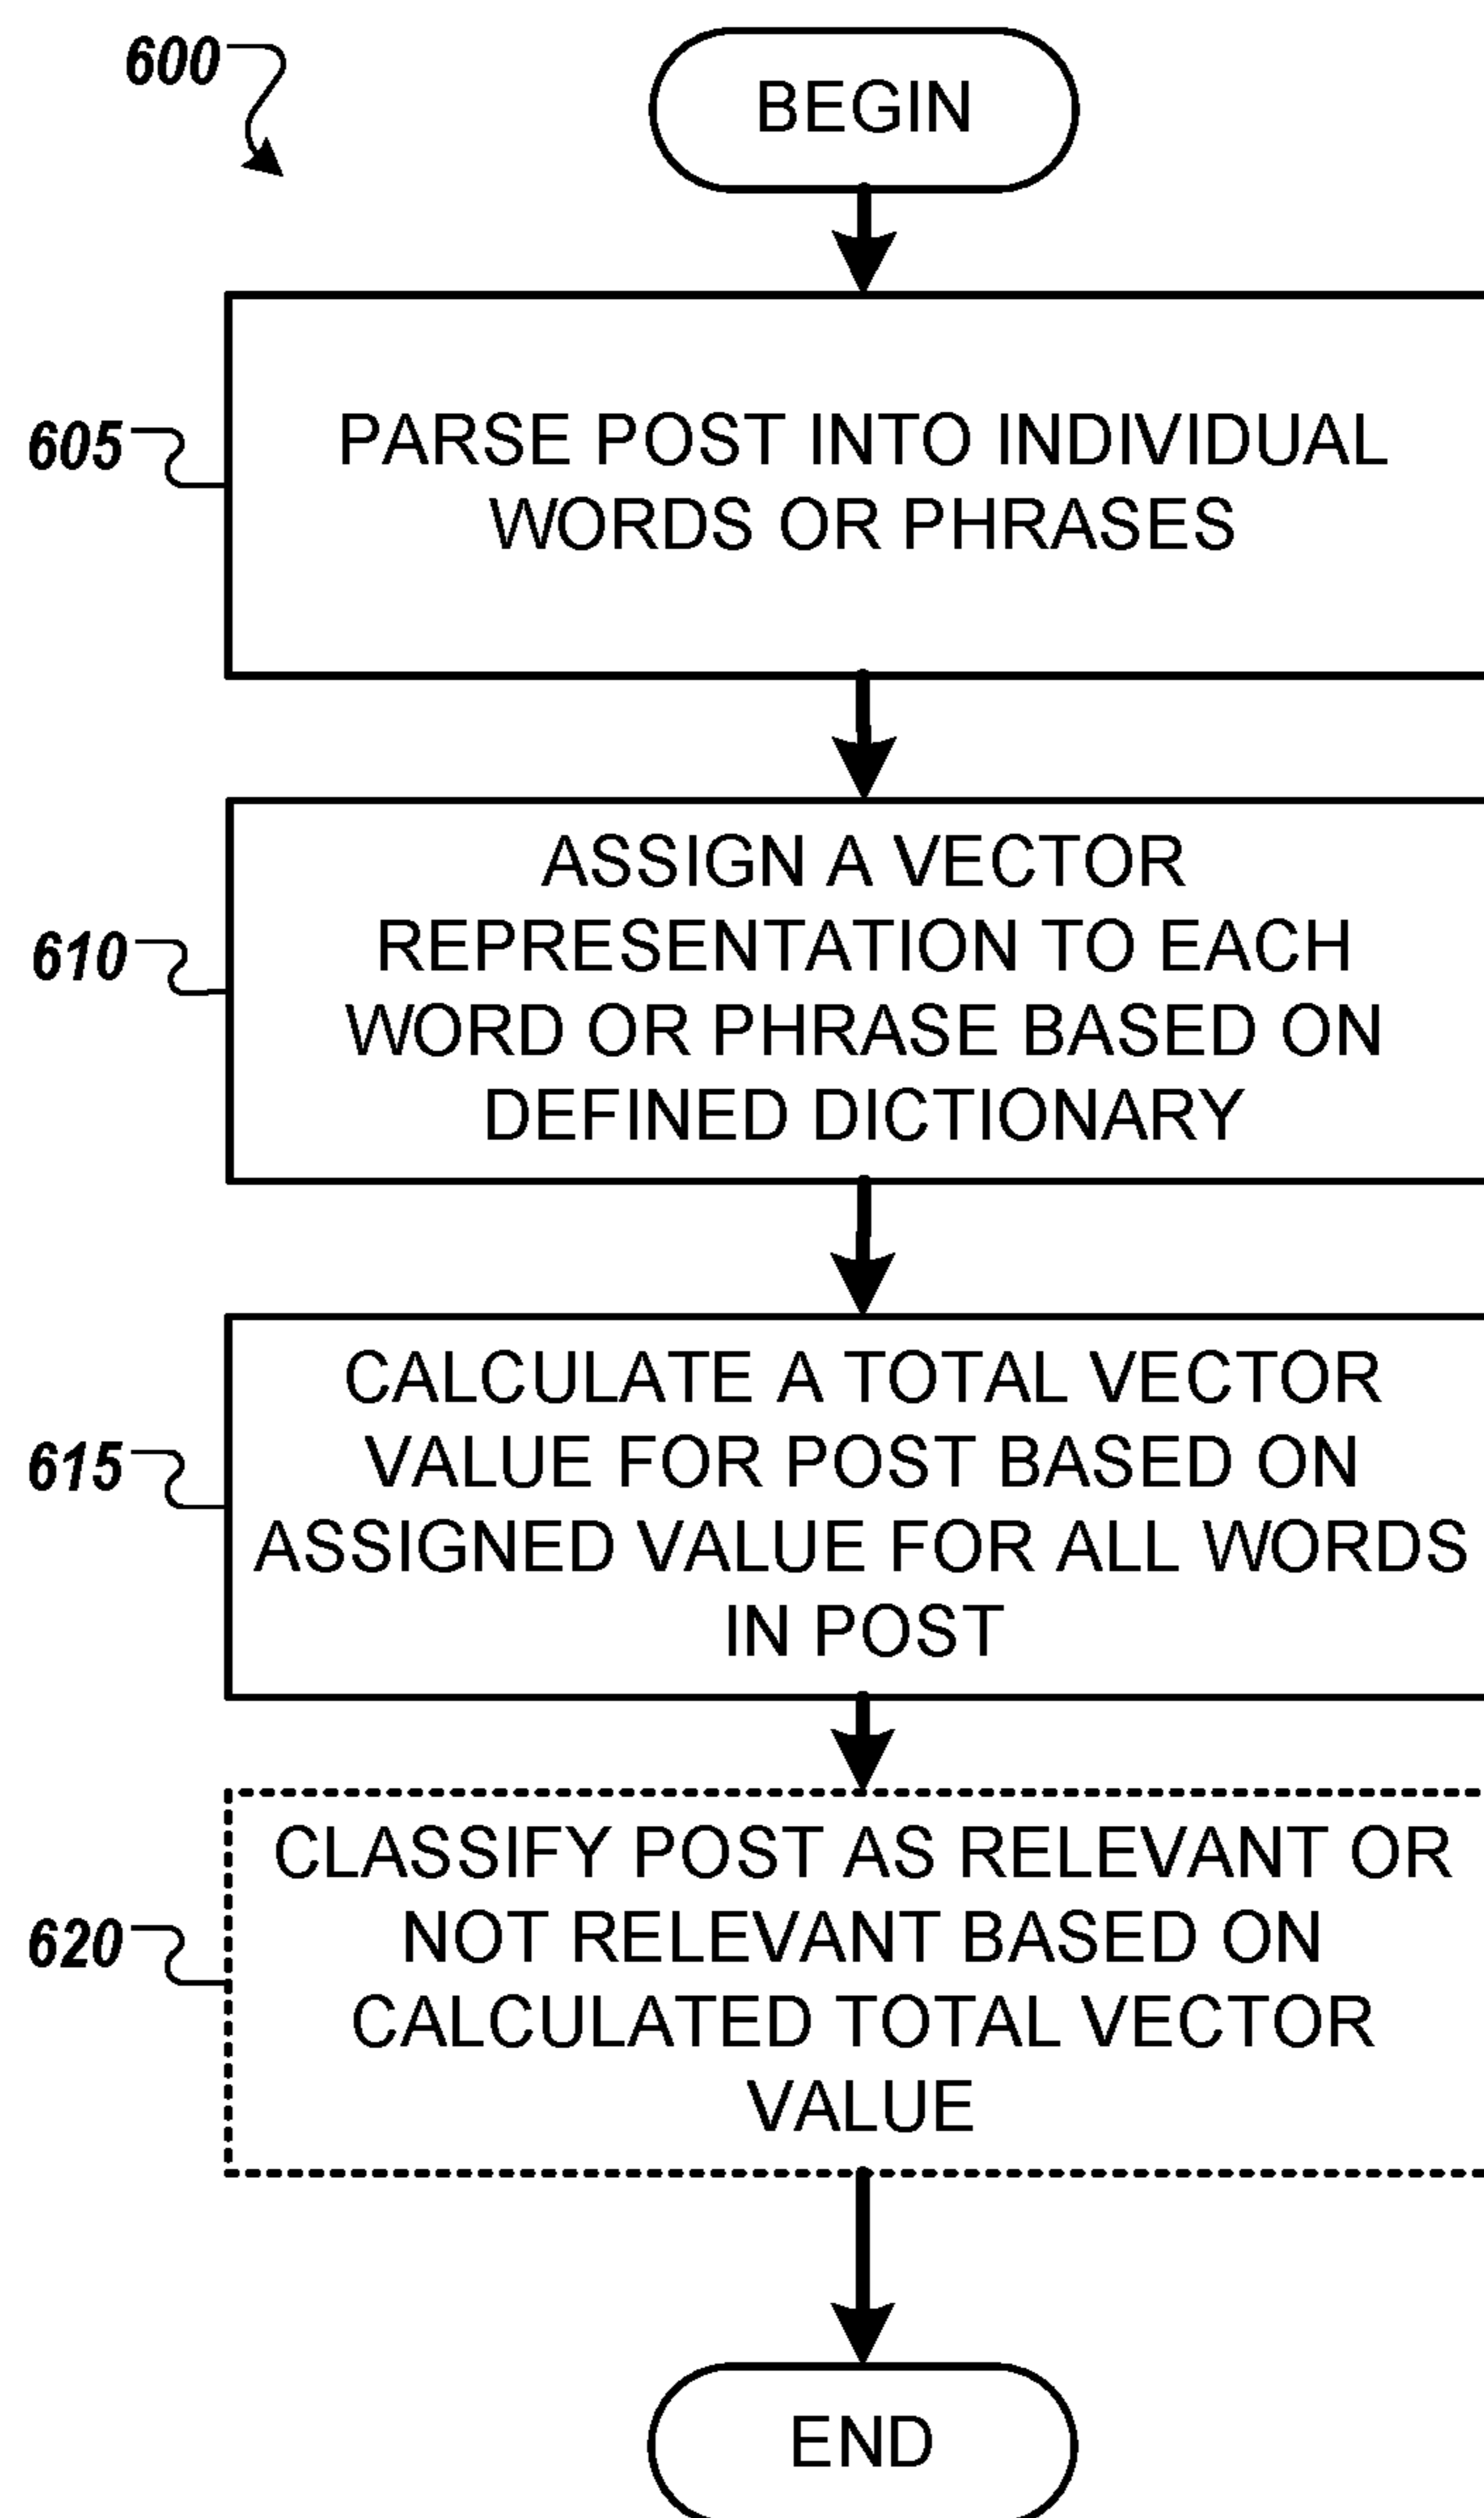 600
BEGIN
605
PARSE POST INTO INDIVIDUAL
WORDS OR PHRASES
610
ASSIGN A VECTOR
REPRESENTATION TO EACH
WORD OR PHRASE BASED ON
DEFINED DICTIONARY
615
CALCULATE A TOTAL VECTOR
VALUE FOR POST BASED ON
ASSIGNED VALUE FOR ALL WORDS
IN POST
620
CLASSIFY POST AS RELEVANT OR
NOT RELEVANT BASED ON
CALCULATED TOTAL VECTOR
VALUE
END